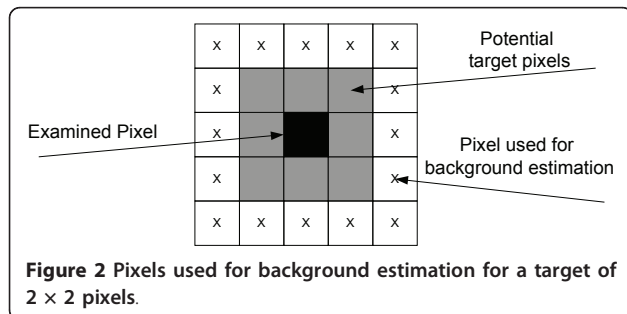 X X X X X
Potential
target pixels
X X
Examined Pixel
X X
Pixel used for
background estimation
X X
X X X X X
Figure 2 Pixels used for background estimation for a target of
2 × 2 pixels.